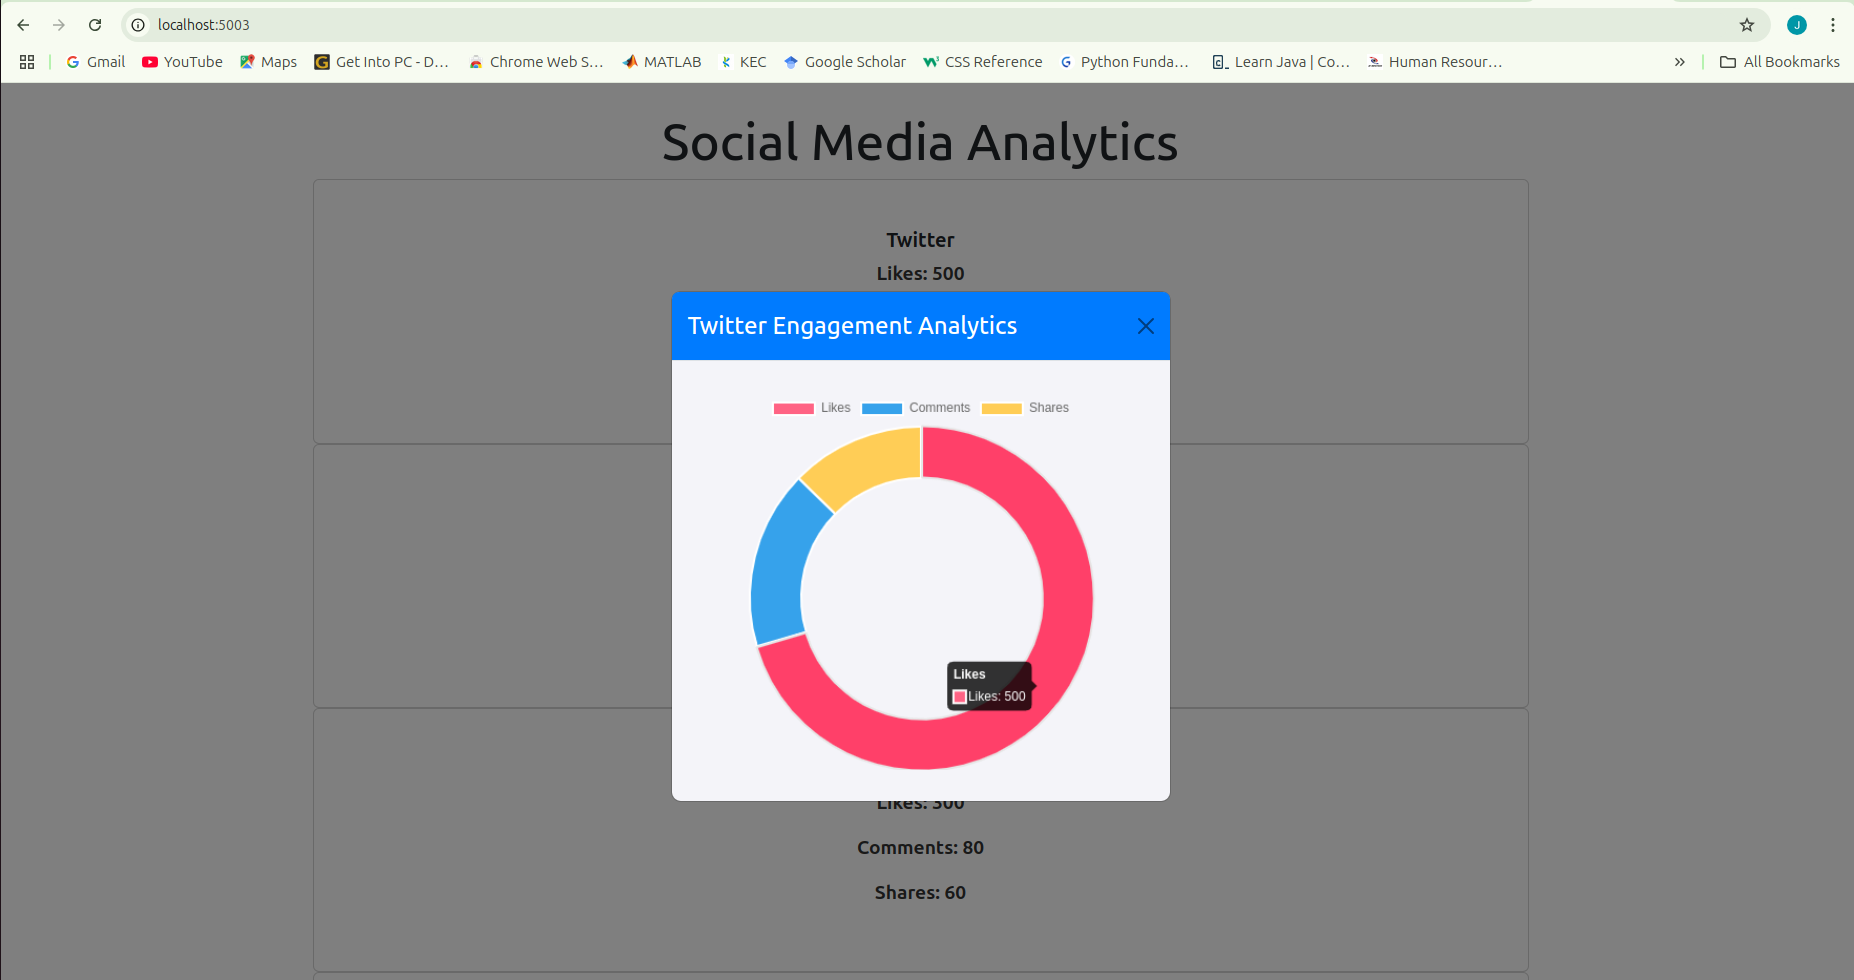 localhost:5003
Gmail YouTube Maps Get Into PC - D... Chrome Web S... MATLAB KEC Google Scholar CSS Reference Python Funda... Learn Java | Co... Human Resour... » All Bookmarks
Social Media Analytics
Twitter
Likes: 500
Twitter Engagement Analytics
Likes Comments Shares
Likes
Likes: 500
Likes: 300
Comments: 80
Shares: 60